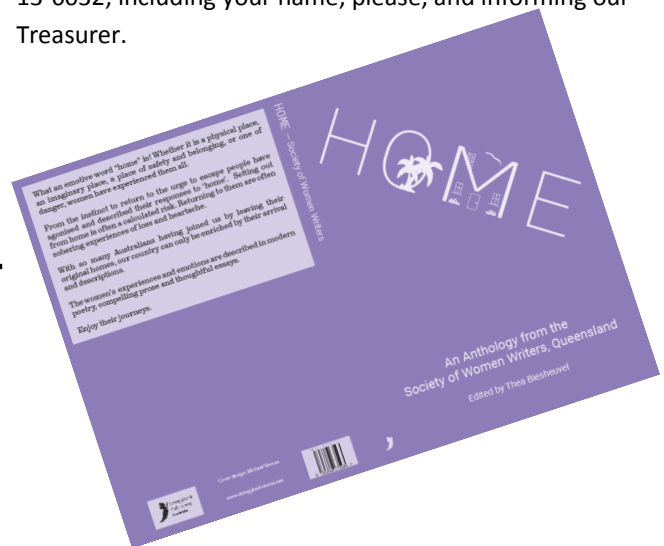 13-6032, including your name, please, and informing our
Treasurer.
What an emotive word "home" is! Whether it is a physical place,
an imaginary place, a place of safety and belonging, or one of
danger, women have experienced them all.
From the instinct to return to the urge to escape people have
agonised and described their responses to 'home'. Setting out
from home is often a calculated risk. Returning to them are often
sobering experiences of loss and heartache.
With so many Australians having joined us by leaving their
original homes, our country can only be enriched by their arrival
and descriptions.
The women's experiences and emotions are described in modern
poetry, compelling prose and thoughtful essays.
Enjoy their journeys.
Cover design: Michael
HOME – Society of Women Writers
HOME
An Anthology from the
Society of Women Writers, Queensland
Edited by Thea Biesheuvel